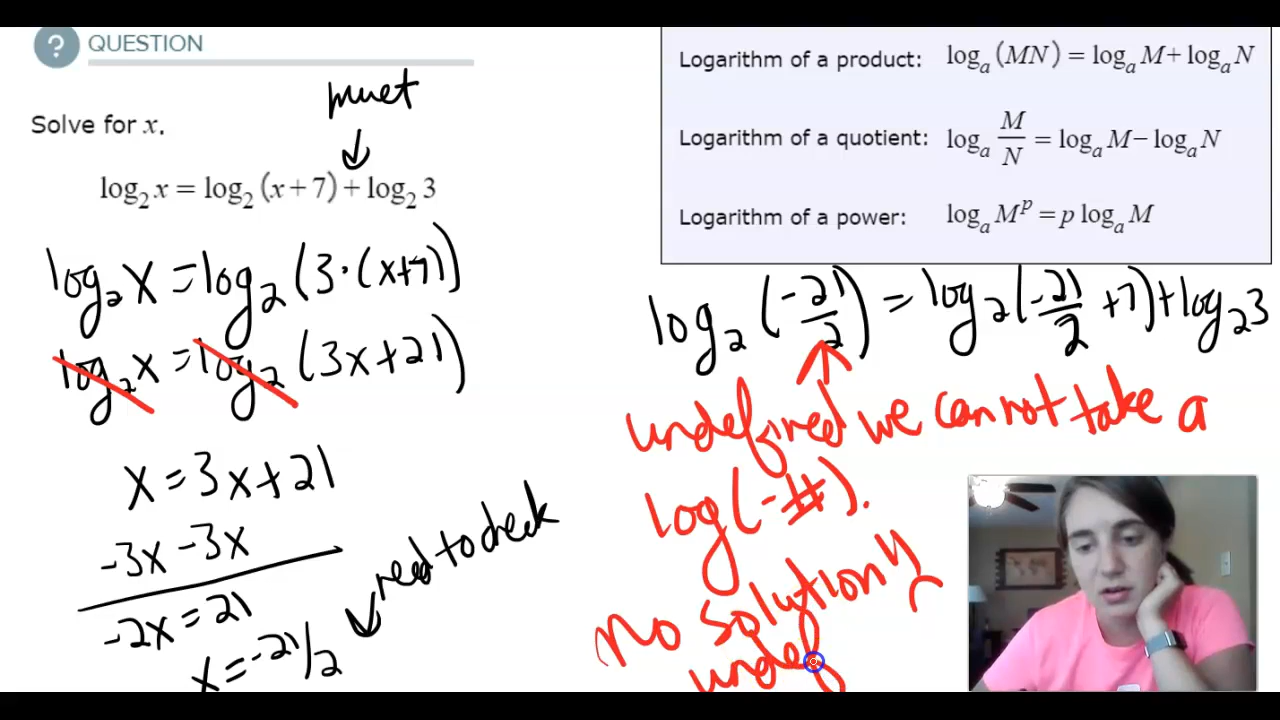 ? QUESTION
Solve for x.
must
↓
log₂ x = log₂ (x + 7) + log₂ 3
log₂ x = log₂ (3·(x+7))
log₂ x = log₂ (3x+21)
x = 3x + 21
-3x -3x
-2x = 21
x = -21/2
need to check
Logarithm of a product: logₐ (MN) = logₐ M + logₐ N
Logarithm of a quotient: logₐ M/N = logₐ M − logₐ N
Logarithm of a power: logₐ Mᵖ = p logₐ M
log₂ (-21/2) = log₂ (-21/2 + 7) + log₂ 3
undefined we cannot take a
log(-#).
no solution
undef